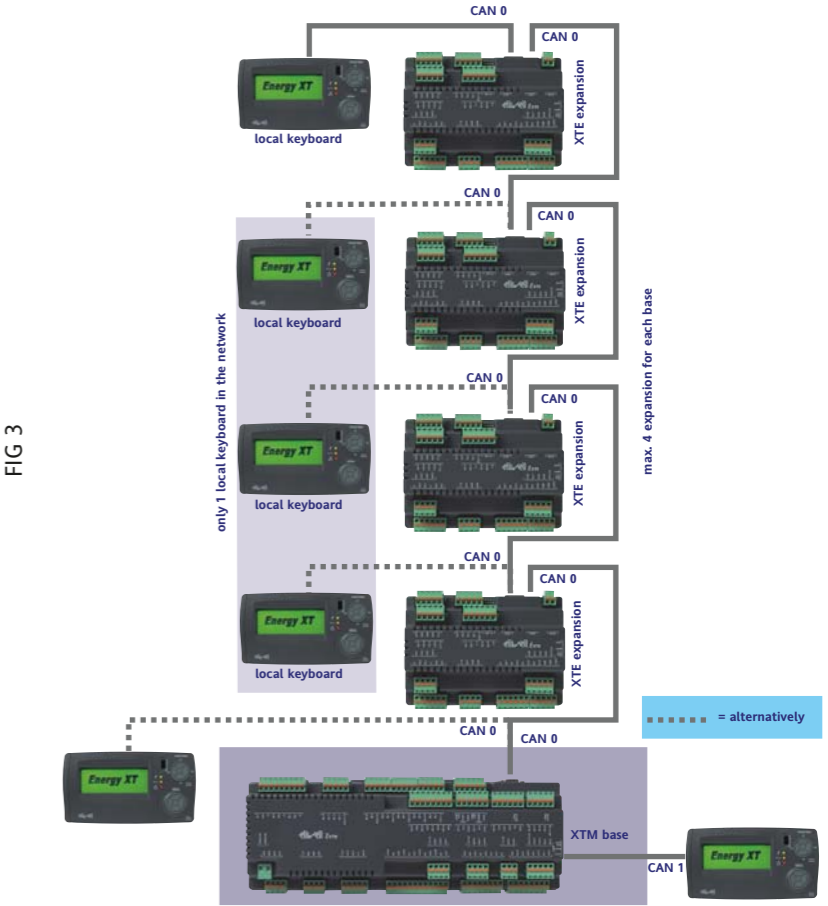 CAN 0
CAN 0
Energy XT
local keyboard
XTE expansion
CAN 0
CAN 0
Energy XT
local keyboard
XTE expansion
CAN 0
CAN 0
Energy XT
local keyboard
XTE expansion
CAN 0
CAN 0
Energy XT
local keyboard
XTE expansion
only 1 local keyboard in the network
max. 4 expansion for each base
FIG 3
= alternatively
CAN 0
CAN 0
Energy XT
XTM base
CAN 1
Energy XT